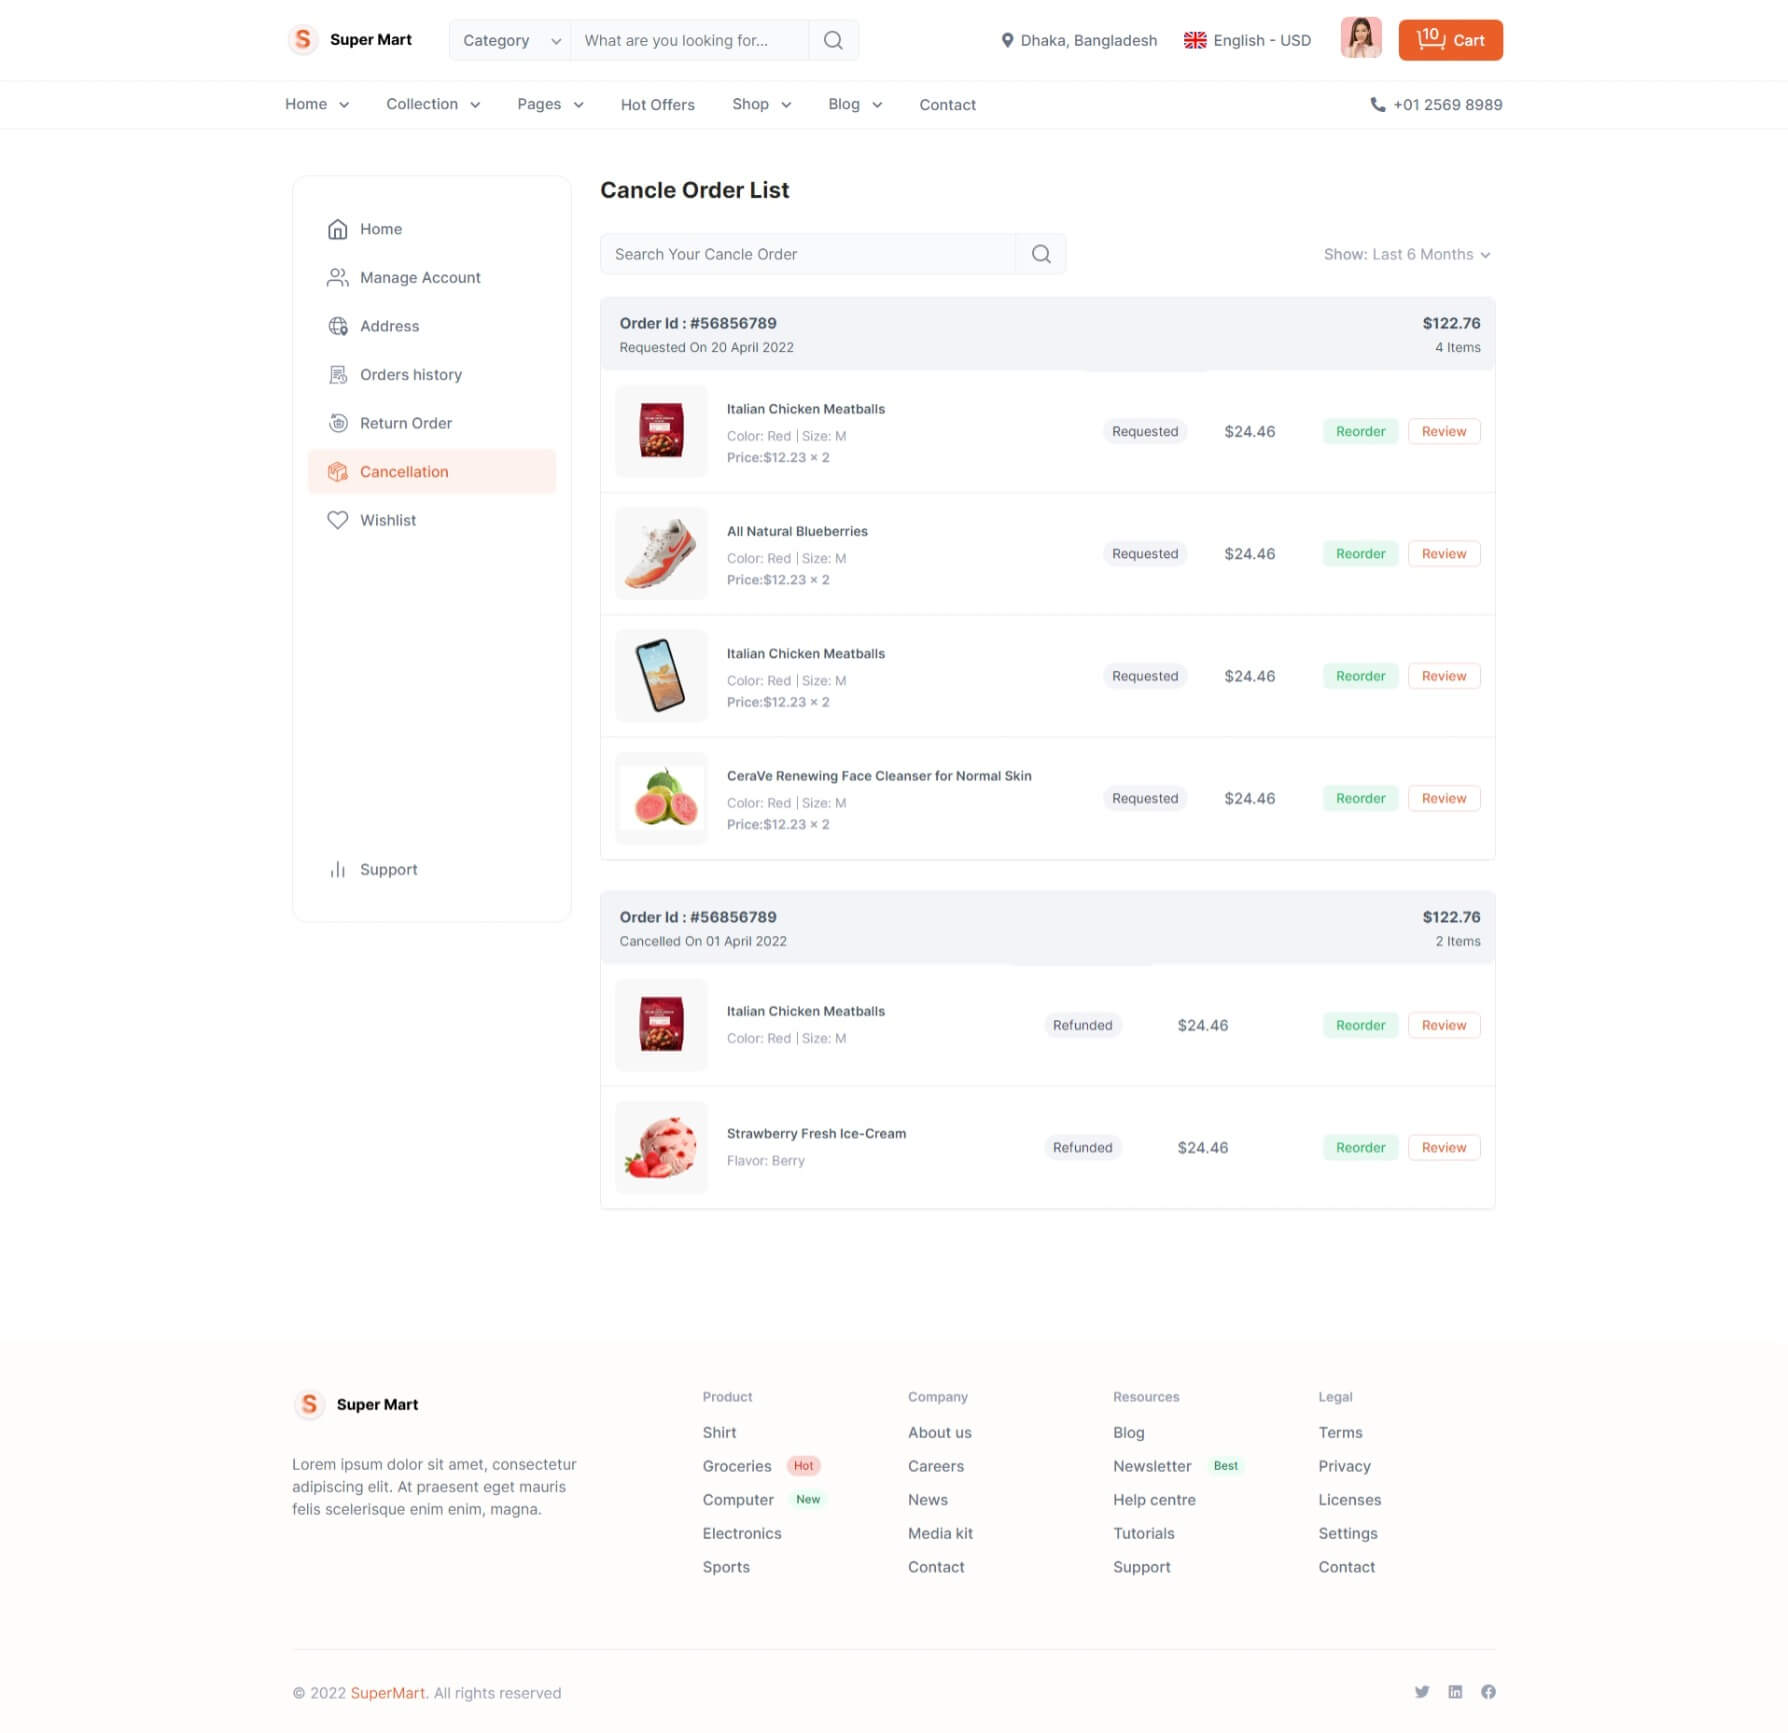 S Super Mart
Category
What are you looking for...
Dhaka, Bangladesh
English - USD
10 Cart
Home
Collection
Pages
Hot Offers
Shop
Blog
Contact
+01 2569 8989
Home
Manage Account
Address
Orders history
Return Order
Cancellation
Wishlist
Support
Cancle Order List
Search Your Cancle Order
Show: Last 6 Months
Order Id : #56856789
$122.76
Requested On 20 April 2022
4 Items
Italian Chicken Meatballs
Color: Red | Size: M
Price:$12.23 × 2
Requested
$24.46
Reorder
Review
All Natural Blueberries
Color: Red | Size: M
Price:$12.23 × 2
Requested
$24.46
Reorder
Review
Italian Chicken Meatballs
Color: Red | Size: M
Price:$12.23 × 2
Requested
$24.46
Reorder
Review
CeraVe Renewing Face Cleanser for Normal Skin
Color: Red | Size: M
Price:$12.23 × 2
Requested
$24.46
Reorder
Review
Order Id : #56856789
$122.76
Cancelled On 01 April 2022
2 Items
Italian Chicken Meatballs
Color: Red | Size: M
Refunded
$24.46
Reorder
Review
Strawberry Fresh Ice-Cream
Flavor: Berry
Refunded
$24.46
Reorder
Review
S Super Mart
Lorem ipsum dolor sit amet, consectetur
adipiscing elit. At praesent eget mauris
felis scelerisque enim enim, magna.
Product
Shirt
Groceries Hot
Computer New
Electronics
Sports
Company
About us
Careers
News
Media kit
Contact
Resources
Blog
Newsletter Best
Help centre
Tutorials
Support
Legal
Terms
Privacy
Licenses
Settings
Contact
© 2022 SuperMart. All rights reserved